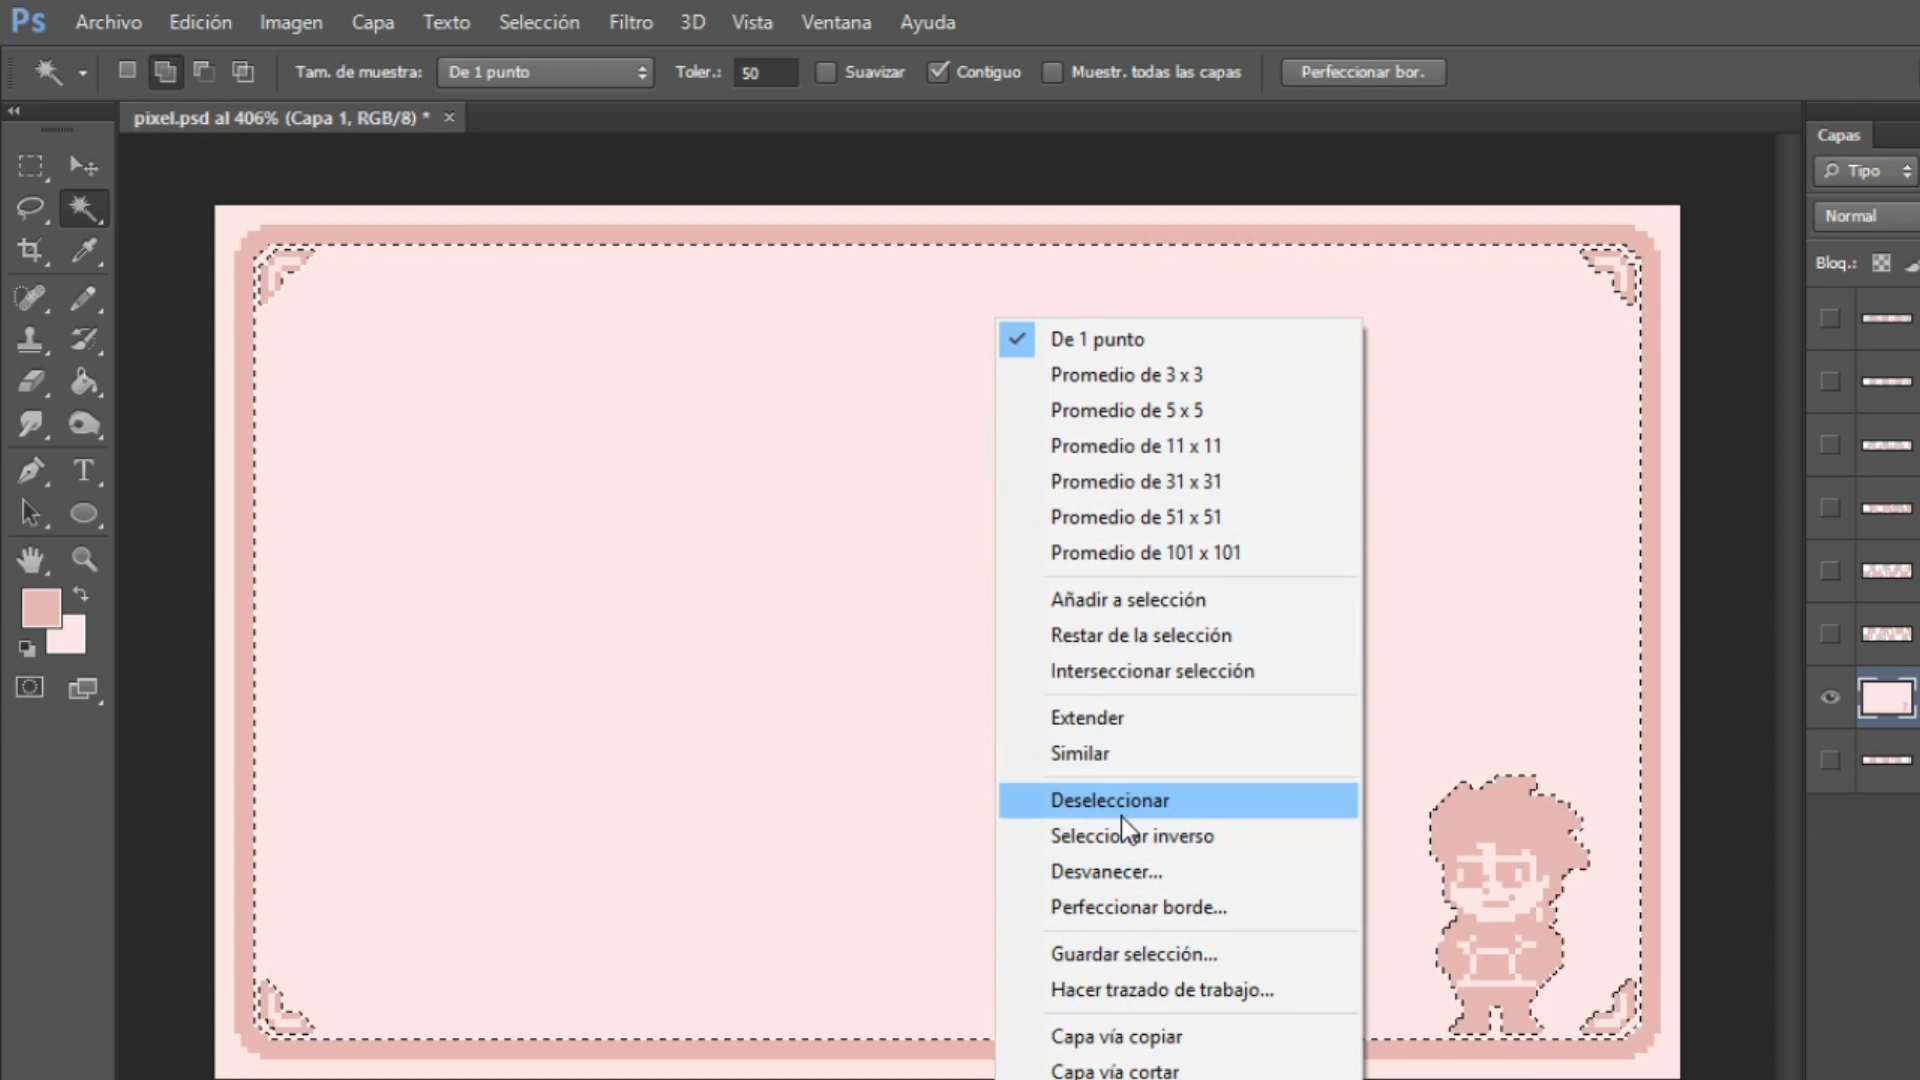 Ps Archivo Edición Imagen Capa Texto Selección Filtro 3D Vista Ventana Ayuda
Tam. de muestra: De 1 punto Toler.: 50 Suavizar Contiguo Muestr. todas las capas Perfeccionar bor.
pixel.psd al 406% (Capa 1, RGB/8) * ×
Capas
Tipo
Normal
Bloq.:
De 1 punto
Promedio de 3 x 3
Promedio de 5 x 5
Promedio de 11 x 11
Promedio de 31 x 31
Promedio de 51 x 51
Promedio de 101 x 101
Añadir a selección
Restar de la selección
Interseccionar selección
Extender
Similar
Deseleccionar
Seleccionar inverso
Desvanecer...
Perfeccionar borde...
Guardar selección...
Hacer trazado de trabajo...
Capa vía copiar
Capa vía cortar